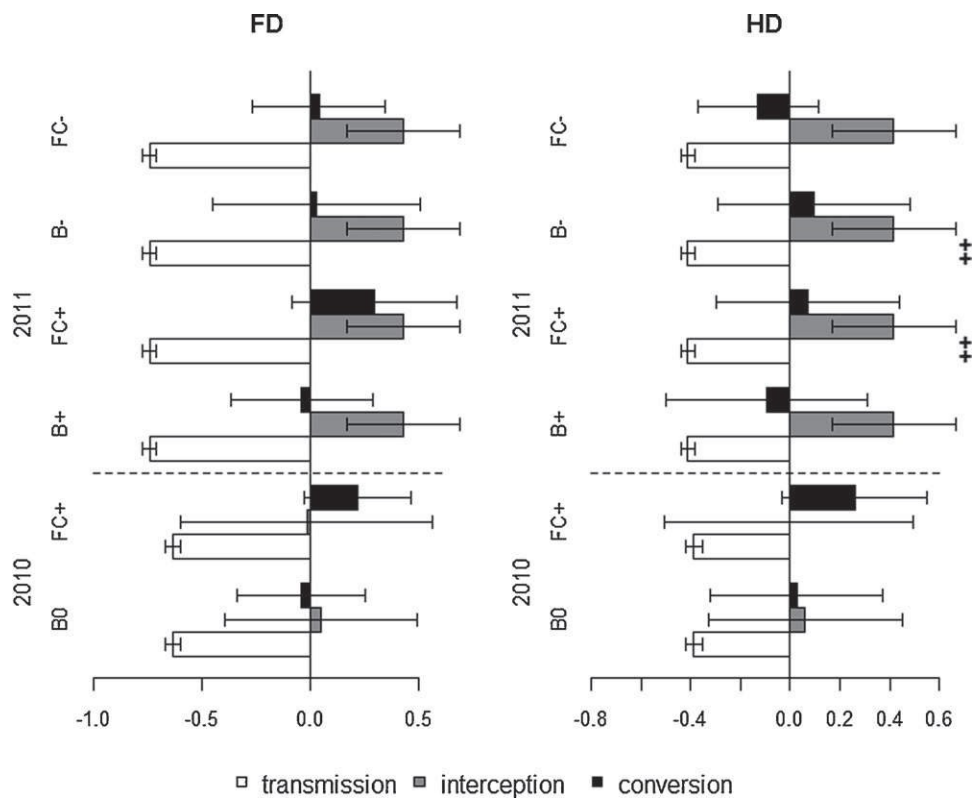 FD HD
FC- FC-
B- B-
‡
FC+ FC+
‡
B+ B+
2011 2011
FC+ FC+
B0 B0
2010 2010
-1.0 -0.5 0.0 0.5 -0.8 -0.4 0.0 0.2 0.4 0.6
transmission interception conversion